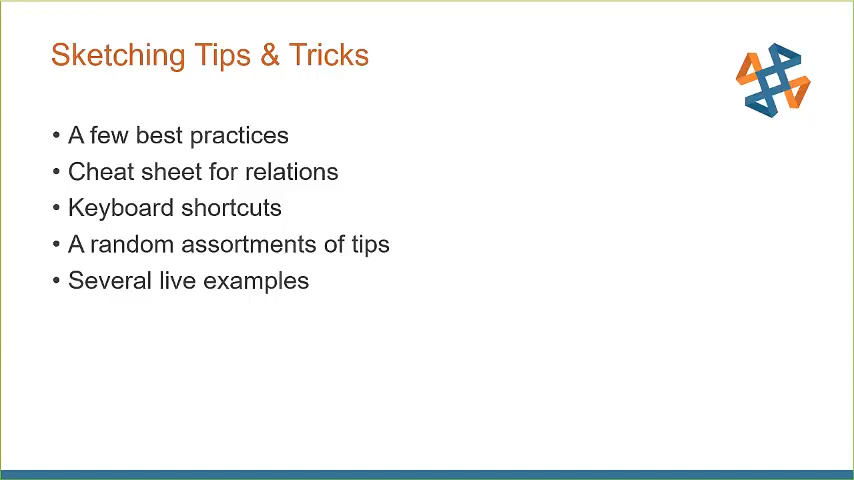 Sketching Tips & Tricks
• A few best practices
• Cheat sheet for relations
• Keyboard shortcuts
• A random assortments of tips
• Several live examples